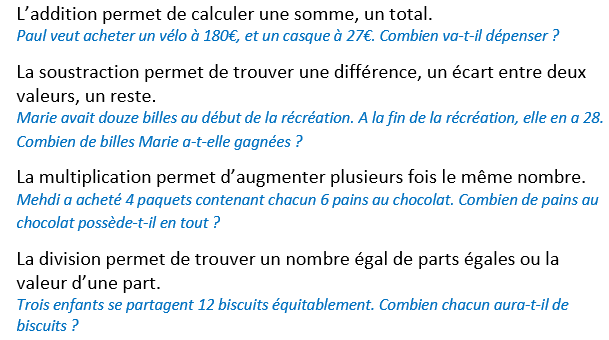 L’addition permet de calculer une somme, un total.
Paul veut acheter un vélo à 180€, et un casque à 27€. Combien va-t-il dépenser ?
La soustraction permet de trouver une différence, un écart entre deux
valeurs, un reste.
Marie avait douze billes au début de la récréation. A la fin de la récréation, elle en a 28.
Combien de billes Marie a-t-elle gagnées ?
La multiplication permet d’augmenter plusieurs fois le même nombre.
Mehdi a acheté 4 paquets contenant chacun 6 pains au chocolat. Combien de pains au
chocolat possède-t-il en tout ?
La division permet de trouver un nombre égal de parts égales ou la
valeur d’une part.
Trois enfants se partagent 12 biscuits équitablement. Combien chacun aura-t-il de
biscuits ?